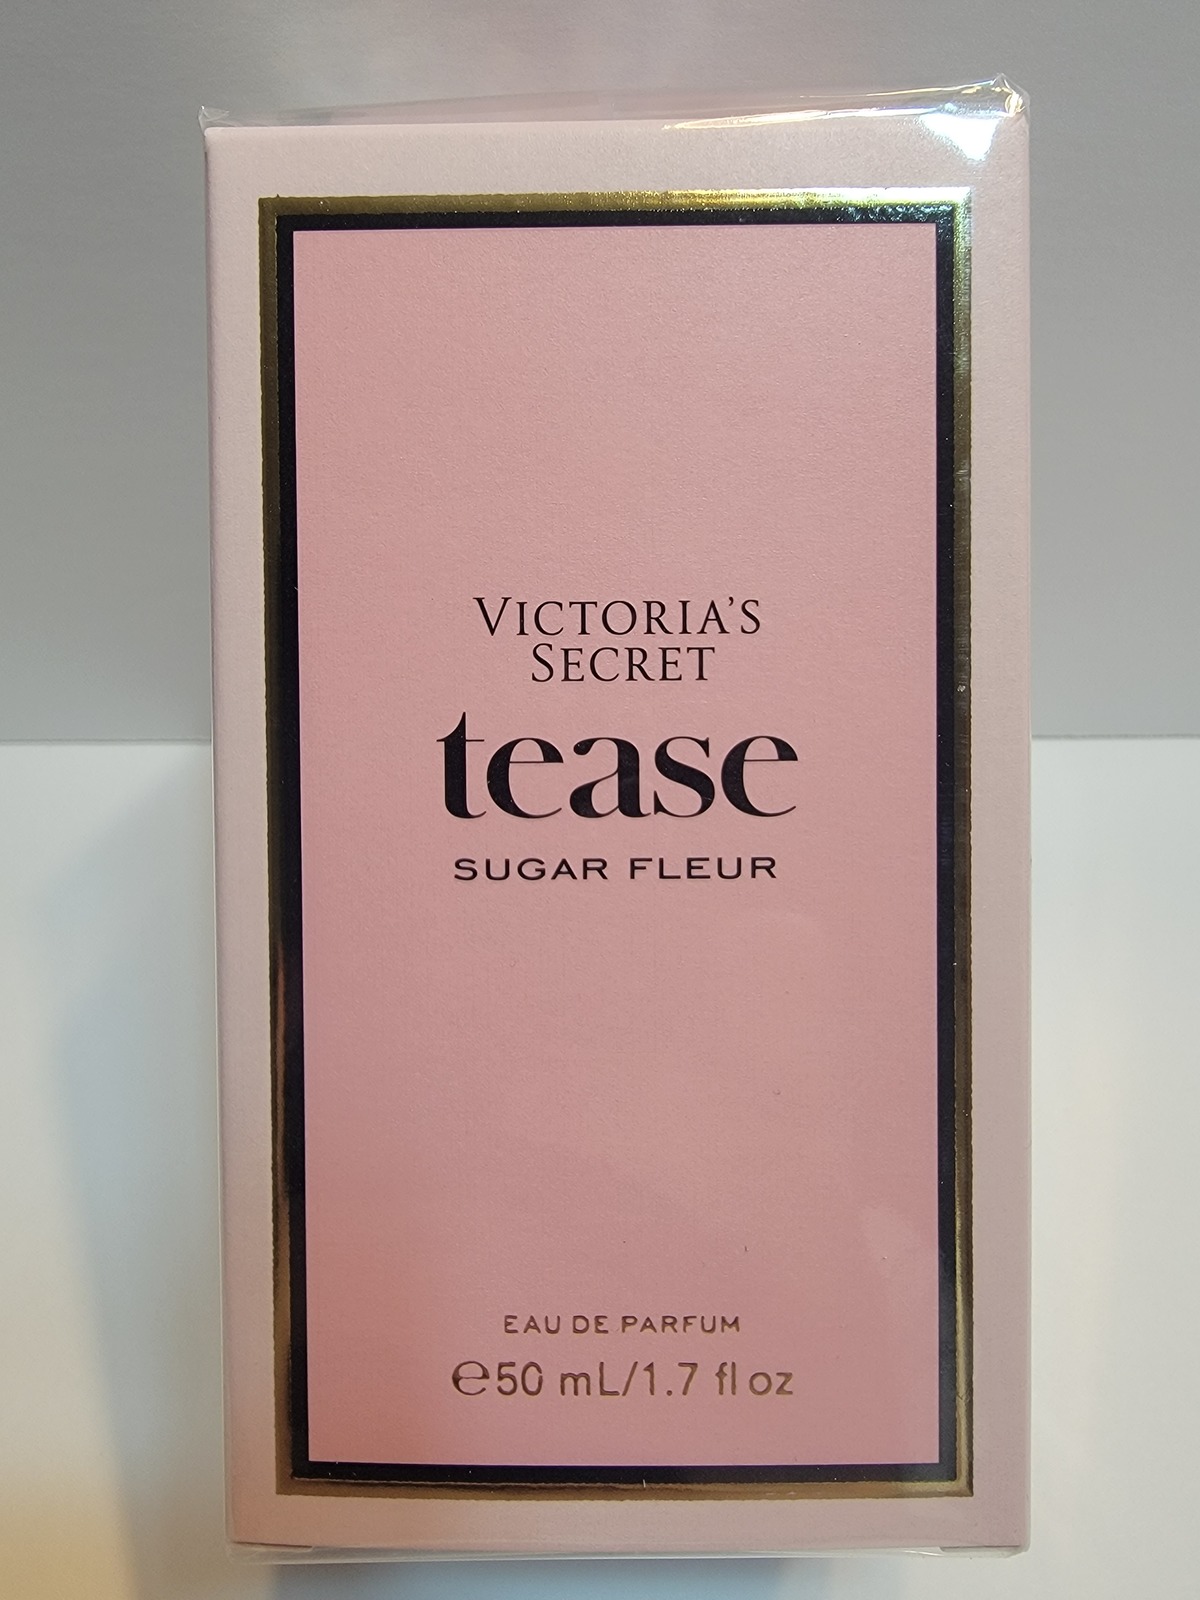 VICTORIA'S
SECRET
tease
SUGAR FLEUR
EAU DE PARFUM
℮50 mL/1.7 fl oz